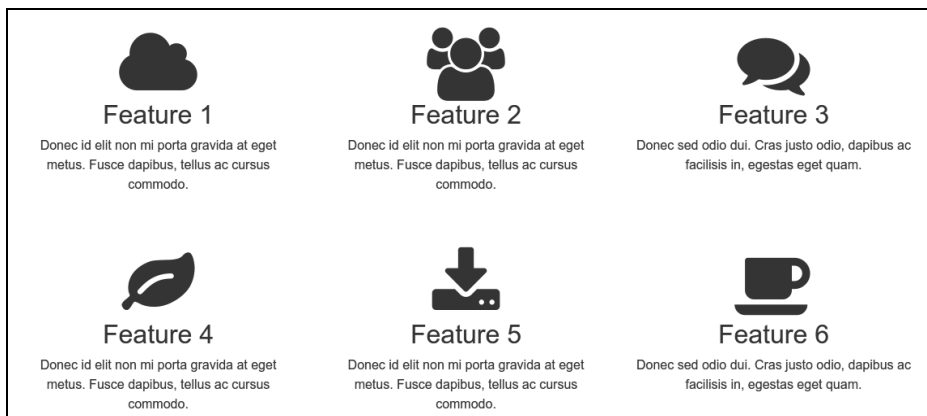 Feature 1
Donec id elit non mi porta gravida at eget
metus. Fusce dapibus, tellus ac cursus
commodo.
Feature 2
Donec id elit non mi porta gravida at eget
metus. Fusce dapibus, tellus ac cursus
commodo.
Feature 3
Donec sed odio dui. Cras justo odio, dapibus ac
facilisis in, egestas eget quam.
Feature 4
Donec id elit non mi porta gravida at eget
metus. Fusce dapibus, tellus ac cursus
commodo.
Feature 5
Donec id elit non mi porta gravida at eget
metus. Fusce dapibus, tellus ac cursus
commodo.
Feature 6
Donec sed odio dui. Cras justo odio, dapibus ac
facilisis in, egestas eget quam.